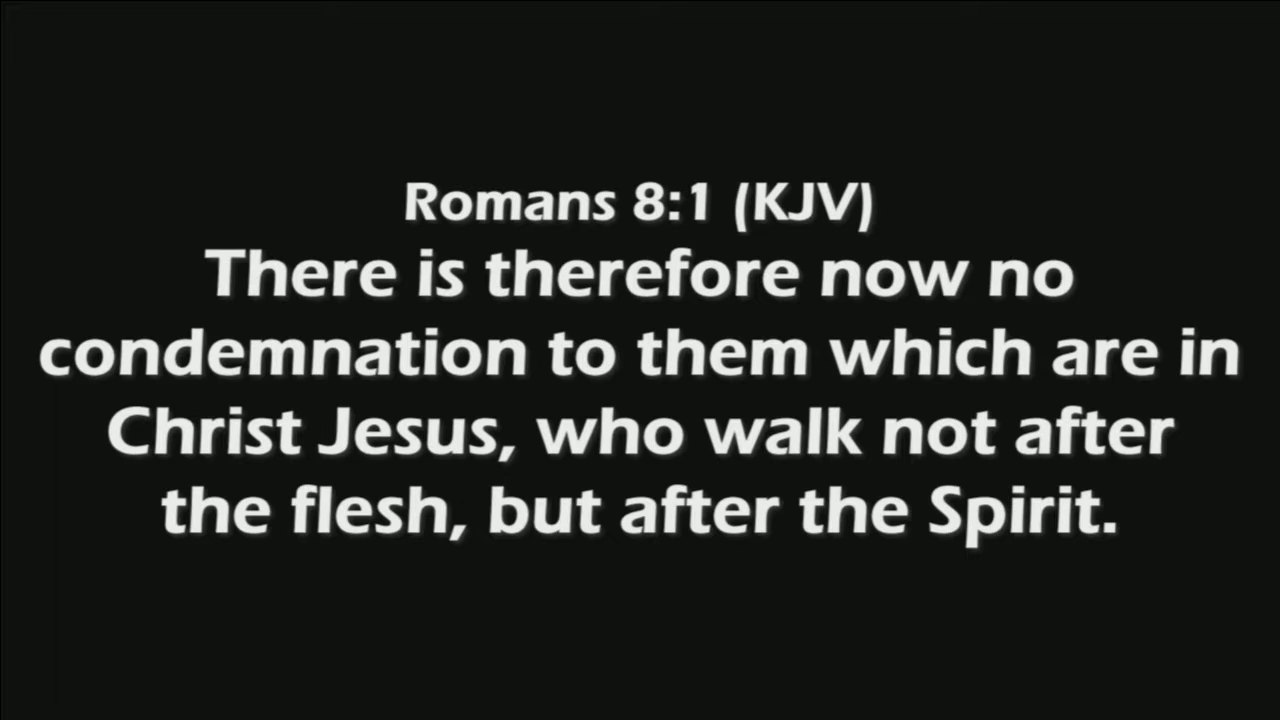 Romans 8:1 (KJV)
There is therefore now no
condemnation to them which are in
Christ Jesus, who walk not after
the flesh, but after the Spirit.